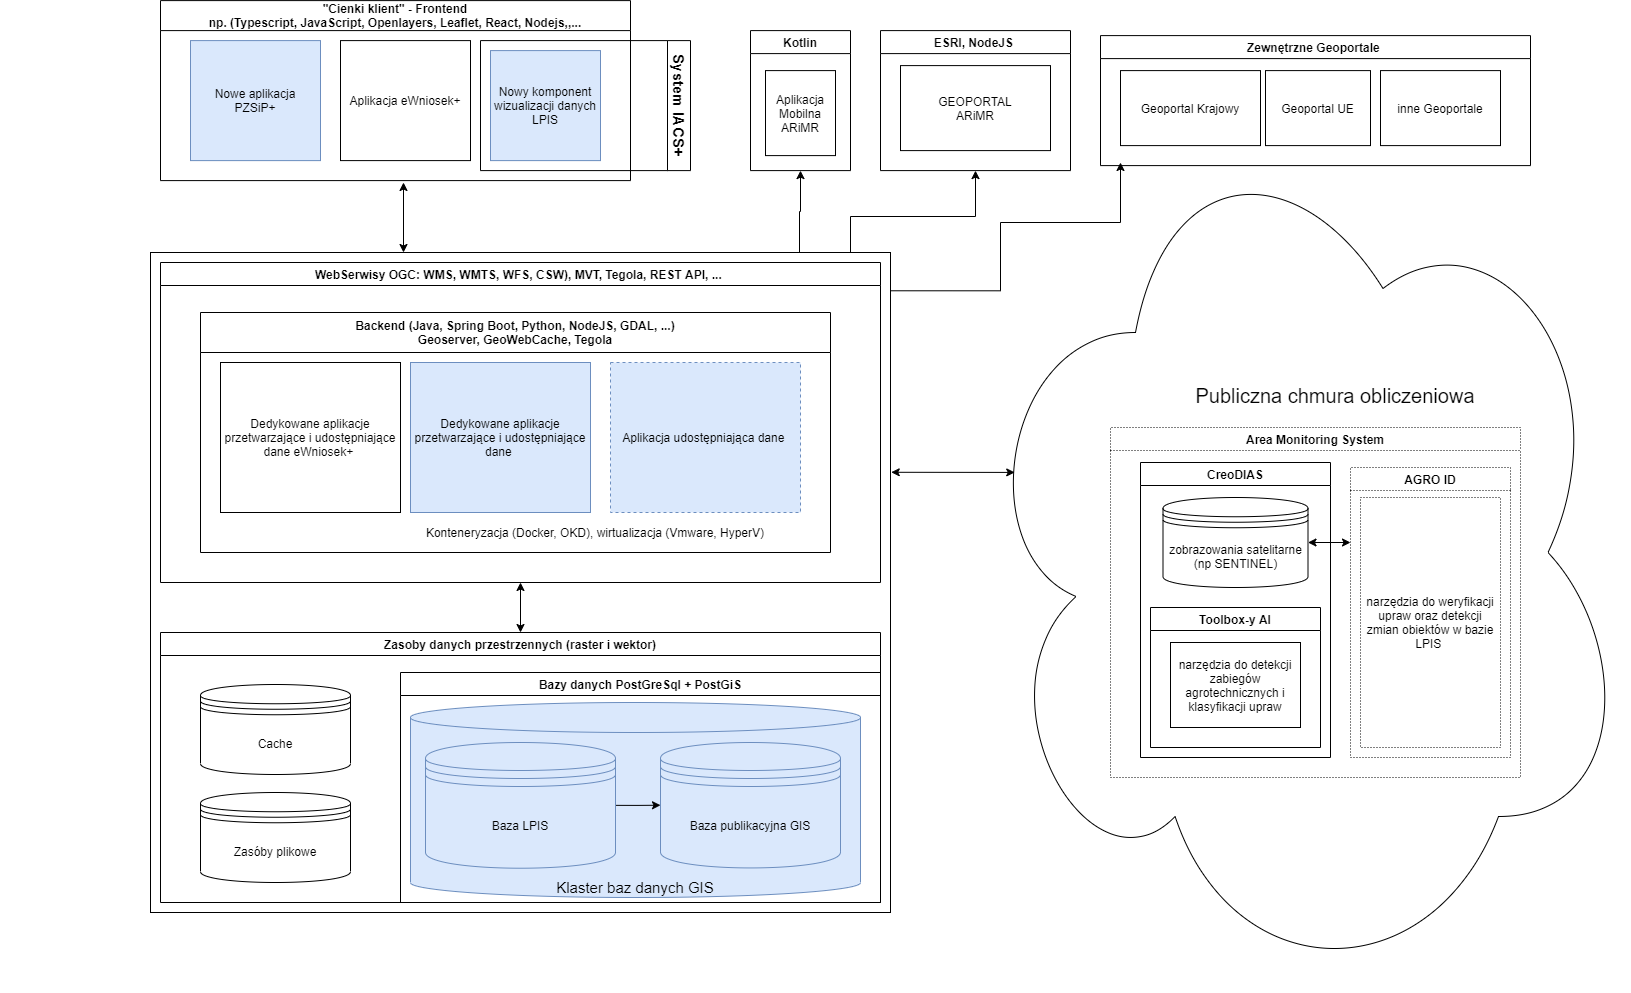 "Cienki klient" - Frontend
np. (Typescript, JavaScript, Openlayers, Leaflet, React, Nodejs,,...
Nowe aplikacja
PZSiP+
Aplikacja eWniosek+
Nowy komponent
wizualizacji danych
LPIS
System IACS+
Kotlin
Aplikacja
Mobilna
ARiMR
ESRI, NodeJS
GEOPORTAL
ARiMR
Zewnętrzne Geoportale
Geoportal Krajowy
Geoportal UE
inne Geoportale
WebSerwisy OGC: WMS, WMTS, WFS, CSW), MVT, Tegola, REST API, ...
Backend (Java, Spring Boot, Python, NodeJS, GDAL, ...)
Geoserver, GeoWebCache, Tegola
Dedykowane aplikacje
przetwarzające i udostępniające
dane eWniosek+
Dedykowane aplikacje
przetwarzające i udostępniające
dane
Aplikacja udostępniająca dane
Konteneryzacja (Docker, OKD), wirtualizacja (Vmware, HyperV)
Zasoby danych przestrzennych (raster i wektor)
Cache
Zasóby plikowe
Bazy danych PostGreSql + PostGiS
Baza LPIS
Baza publikacyjna GIS
Klaster baz danych GIS
Publiczna chmura obliczeniowa
Area Monitoring System
CreoDIAS
zobrazowania satelitarne
(np SENTINEL)
Toolbox-y AI
narzędzia do detekcji
zabiegów
agrotechnicznych i
klasyfikacji upraw
AGRO ID
narzędzia do weryfikacji
upraw oraz detekcji
zmian obiektów w bazie
LPIS